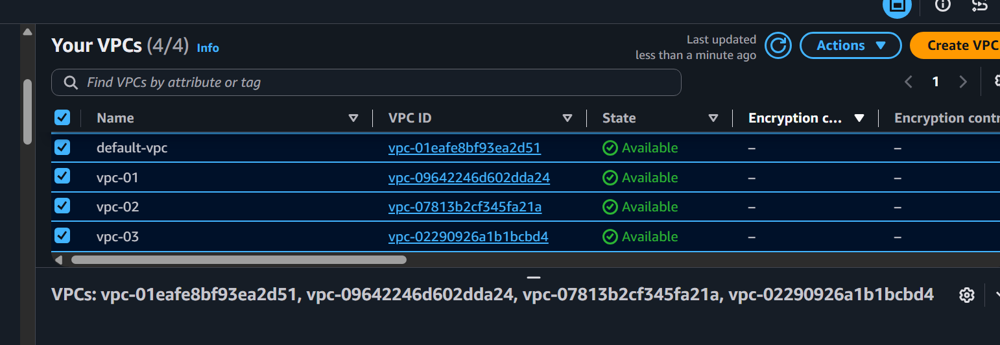 Your VPCs (4/4) Info
Last updated
less than a minute ago
Actions
Create VPC
Find VPCs by attribute or tag
1
Name VPC ID State Encryption c... Encryption contr
default-vpc vpc-01eafe8bf93ea2d51 Available – –
vpc-01 vpc-09642246d602dda24 Available – –
vpc-02 vpc-07813b2cf345fa21a Available – –
vpc-03 vpc-02290926a1b1bcbd4 Available – –
VPCs: vpc-01eafe8bf93ea2d51, vpc-09642246d602dda24, vpc-07813b2cf345fa21a, vpc-02290926a1b1bcbd4